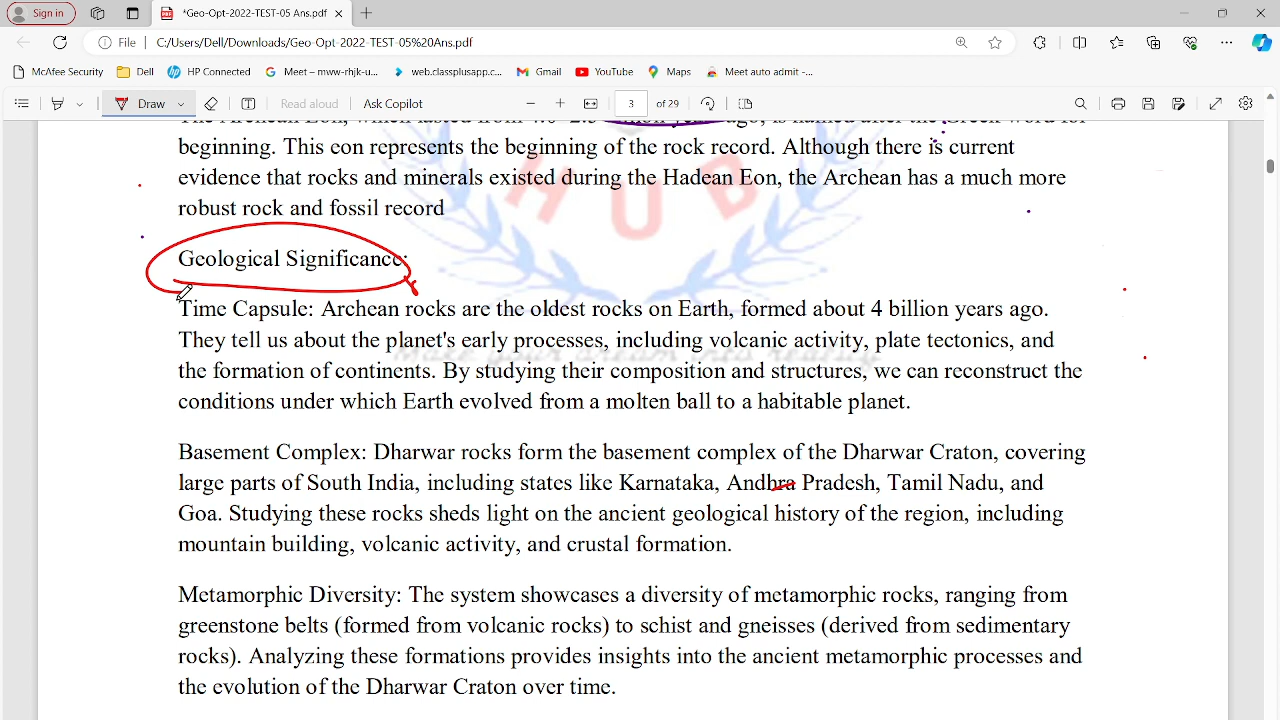 Sign in
*Geo-Opt-2022-TEST-05 Ans.pdf
File
C:/Users/Dell/Downloads/Geo-Opt-2022-TEST-05%20Ans.pdf
McAfee Security Dell HP Connected Meet – mvw-rhjk-u... web.classplusapp.c... Gmail YouTube Maps Meet auto admit -...
Draw Read aloud Ask Copilot 3 of 29
beginning. This eon represents the beginning of the rock record. Although there is current
evidence that rocks and minerals existed during the Hadean Eon, the Archean has a much more
robust rock and fossil record
HUB
Geological Significance:
Time Capsule: Archean rocks are the oldest rocks on Earth, formed about 4 billion years ago.
They tell us about the planet's early processes, including volcanic activity, plate tectonics, and
the formation of continents. By studying their composition and structures, we can reconstruct the
conditions under which Earth evolved from a molten ball to a habitable planet.
Basement Complex: Dharwar rocks form the basement complex of the Dharwar Craton, covering
large parts of South India, including states like Karnataka, Andhra Pradesh, Tamil Nadu, and
Goa. Studying these rocks sheds light on the ancient geological history of the region, including
mountain building, volcanic activity, and crustal formation.
Metamorphic Diversity: The system showcases a diversity of metamorphic rocks, ranging from
greenstone belts (formed from volcanic rocks) to schist and gneisses (derived from sedimentary
rocks). Analyzing these formations provides insights into the ancient metamorphic processes and
the evolution of the Dharwar Craton over time.